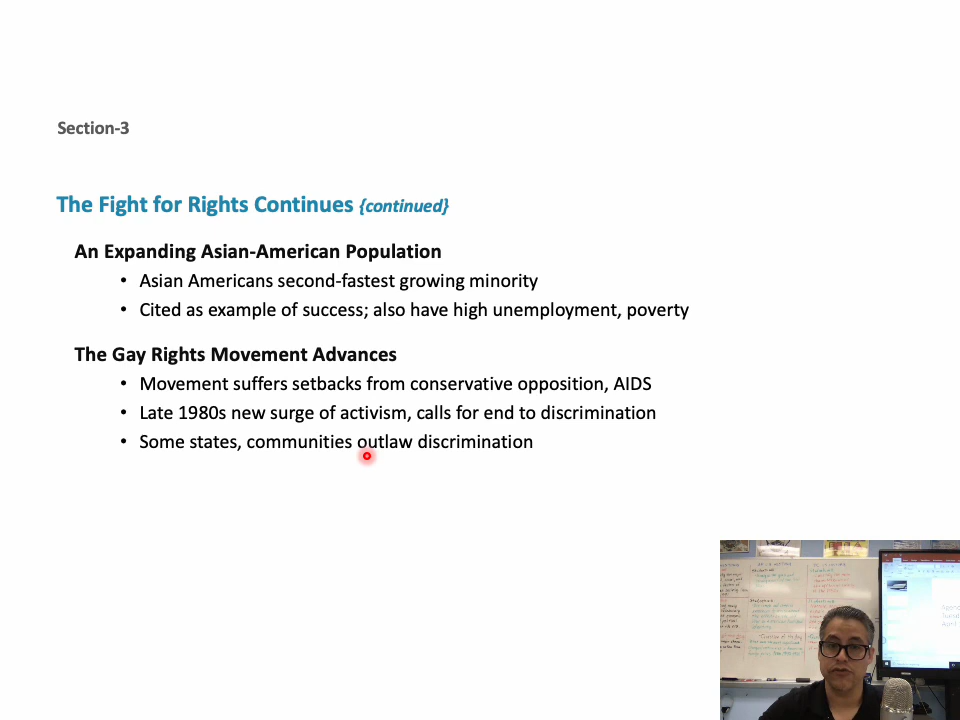 Section-3
The Fight for Rights Continues {continued}
An Expanding Asian-American Population
• Asian Americans second-fastest growing minority
• Cited as example of success; also have high unemployment, poverty
The Gay Rights Movement Advances
• Movement suffers setbacks from conservative opposition, AIDS
• Late 1980s new surge of activism, calls for end to discrimination
• Some states, communities outlaw discrimination